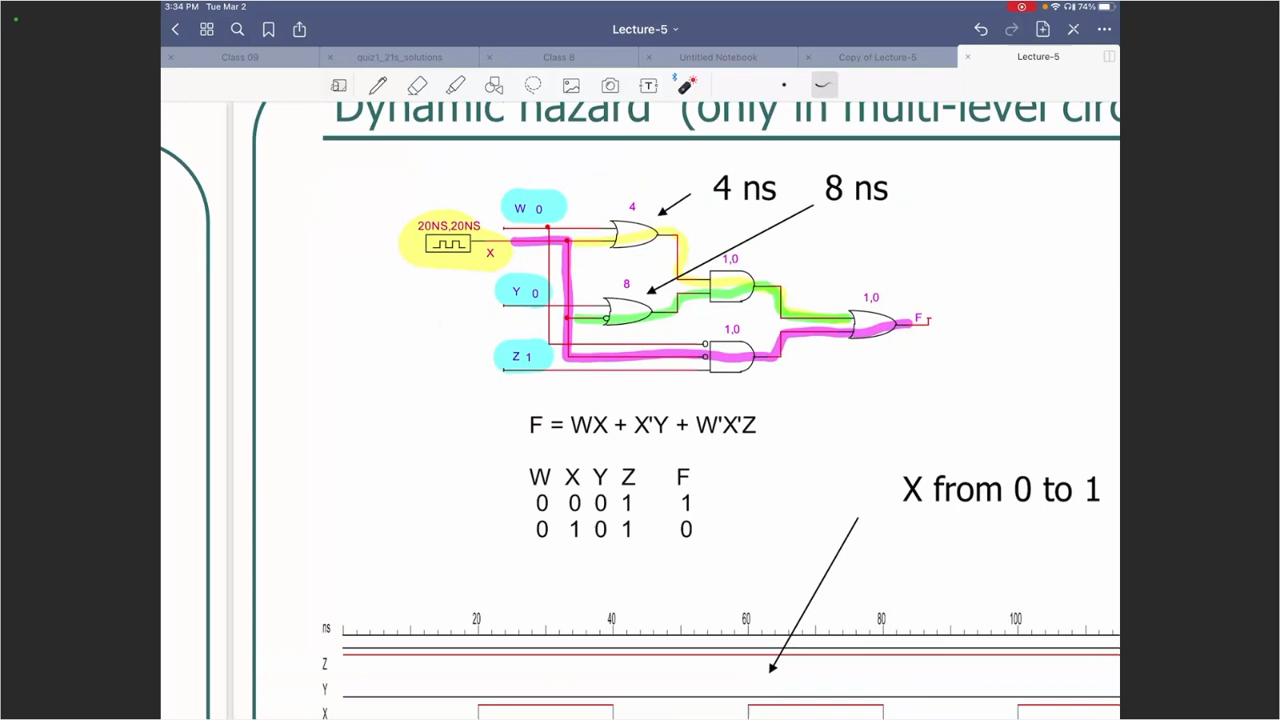 3:34 PM Tue Mar 2
74%
Lecture-5
Class 09
quiz1_21s_solutions
Class 8
Untitled Notebook
Copy of Lecture-5
Lecture-5
T
Dynamic hazard (only in multi-level circ
4 ns 8 ns
W 0
4
20NS,20NS
X
1,0
Y 0
8
1,0
F
1,0
Z 1
F = WX + X'Y + W'X'Z
W X Y Z F
0 0 0 1 1
0 1 0 1 0
X from 0 to 1
ns 20 40 60 80 100
Z
Y
X